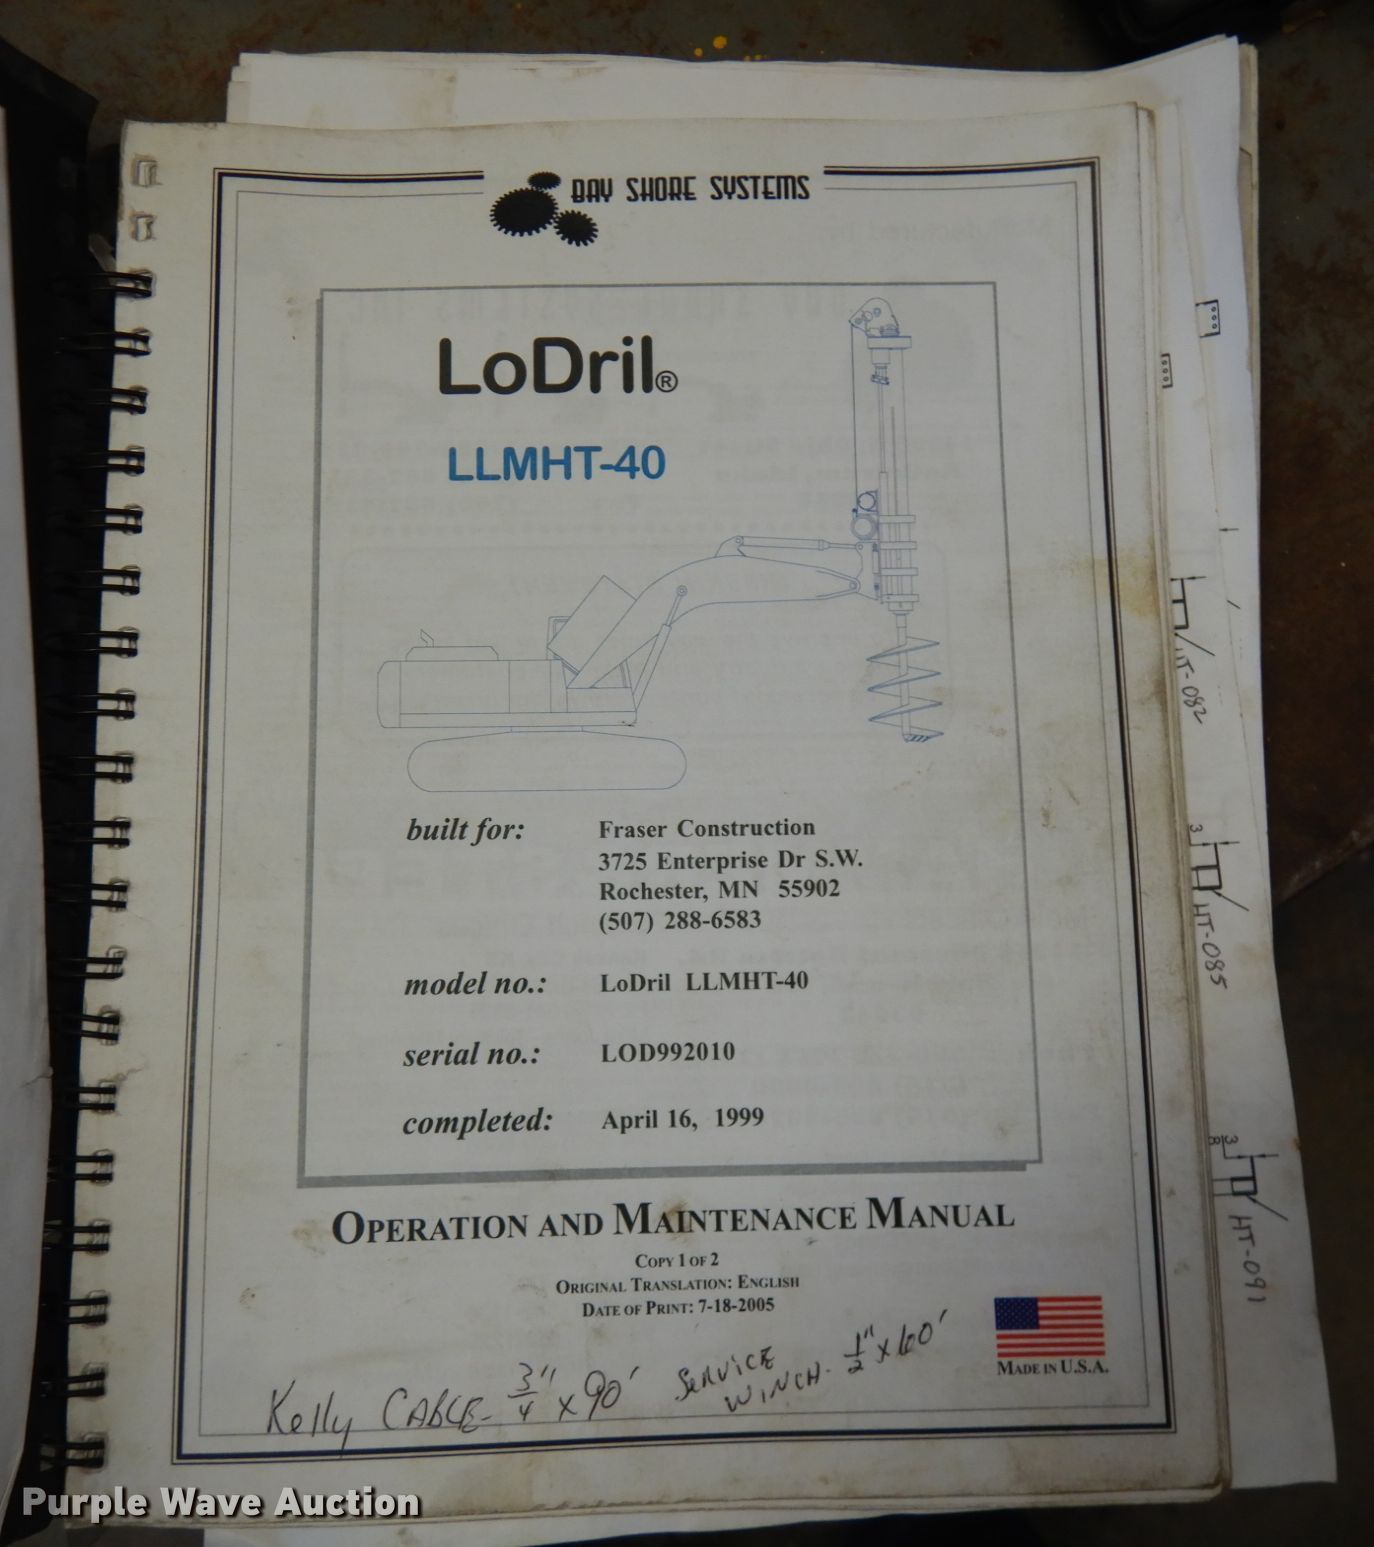 BAY SHORE SYSTEMS
LoDril®
LLMHT-40
built for: Fraser Construction
3725 Enterprise Dr S.W.
Rochester, MN 55902
(507) 288-6583
model no.: LoDril LLMHT-40
serial no.: LOD992010
completed: April 16, 1999
OPERATION AND MAINTENANCE MANUAL
COPY 1 OF 2
ORIGINAL TRANSLATION: ENGLISH
DATE OF PRINT: 7-18-2005
MADE IN U.S.A.
Kelly CABLE- 3/4" x 90'
SERVICE WINCH- 1/2" x 60'
HT-082
3
HT-085
3/8
HT-091
Purple Wave Auction